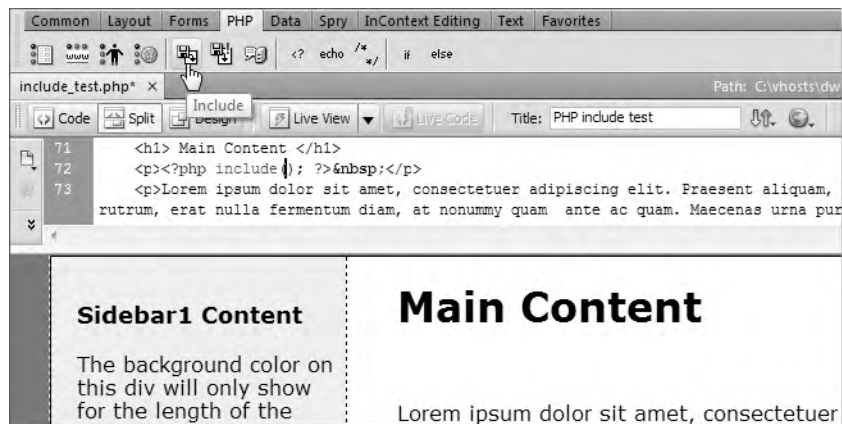 Common Layout Forms PHP Data Spry InContext Editing Text Favorites
www <? echo /* */ if else
include_test.php* × Path: C:\vhosts\dw
Include
Code Split Design Live View Live Code Title: PHP include test
71 <h1> Main Content </h1>
72 <p><?php include(); ?>&nbsp;</p>
73 <p>Lorem ipsum dolor sit amet, consectetuer adipiscing elit. Praesent aliquam,
rutrum, erat nulla fermentum diam, at nonummy quam ante ac quam. Maecenas urna pur
Sidebar1 Content
The background color on
this div will only show
for the length of the
Main Content
Lorem ipsum dolor sit amet, consectetuer